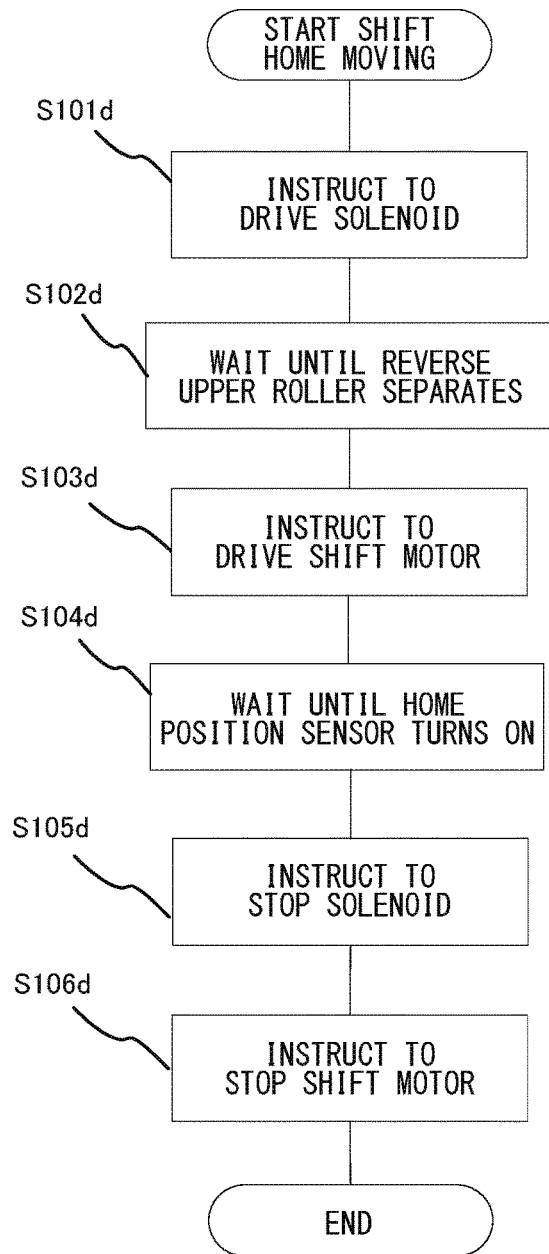 START SHIFT
HOME MOVING
S101d
INSTRUCT TO
DRIVE SOLENOID
S102d
WAIT UNTIL REVERSE
UPPER ROLLER SEPARATES
S103d
INSTRUCT TO
DRIVE SHIFT MOTOR
S104d
WAIT UNTIL HOME
POSITION SENSOR TURNS ON
S105d
INSTRUCT TO
STOP SOLENOID
S106d
INSTRUCT TO
STOP SHIFT MOTOR
END